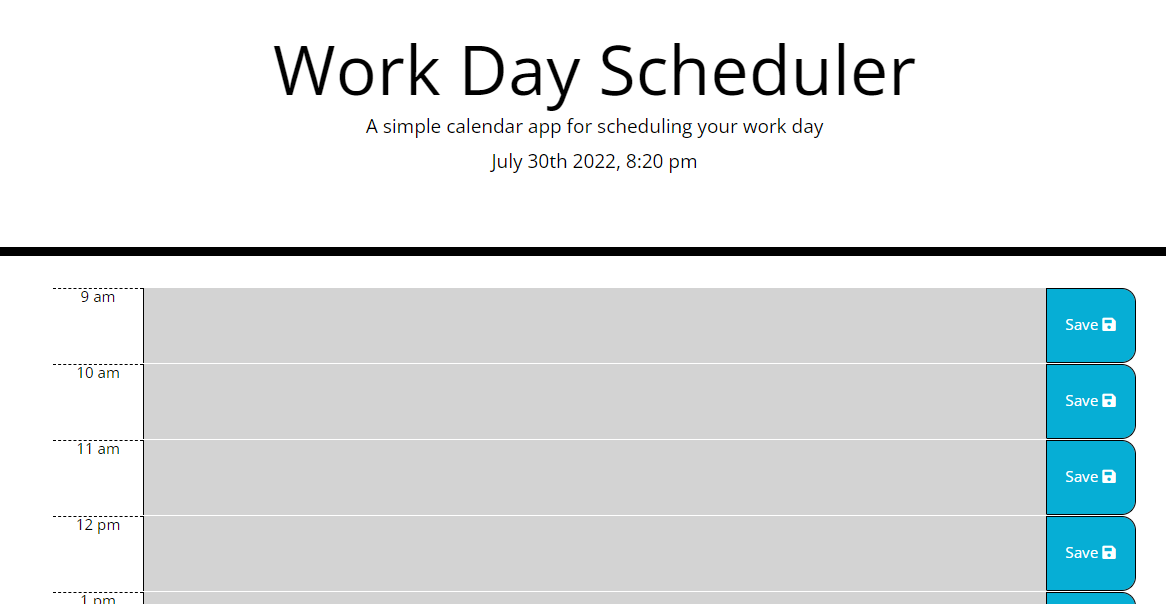 Work Day Scheduler
A simple calendar app for scheduling your work day
July 30th 2022, 8:20 pm
9 am
Save
10 am
Save
11 am
Save
12 pm
Save
1 pm